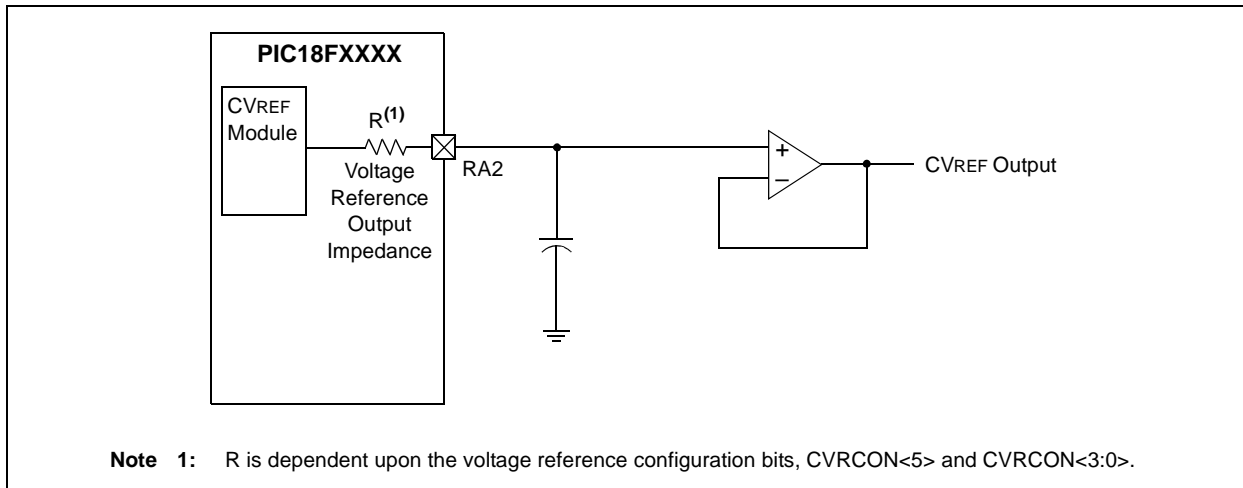 PIC18FXXXX
CVREF
Module
R(1)
Voltage
Reference
Output
Impedance
RA2
+
–
CVREF Output
Note 1: R is dependent upon the voltage reference configuration bits, CVRCON<5> and CVRCON<3:0>.